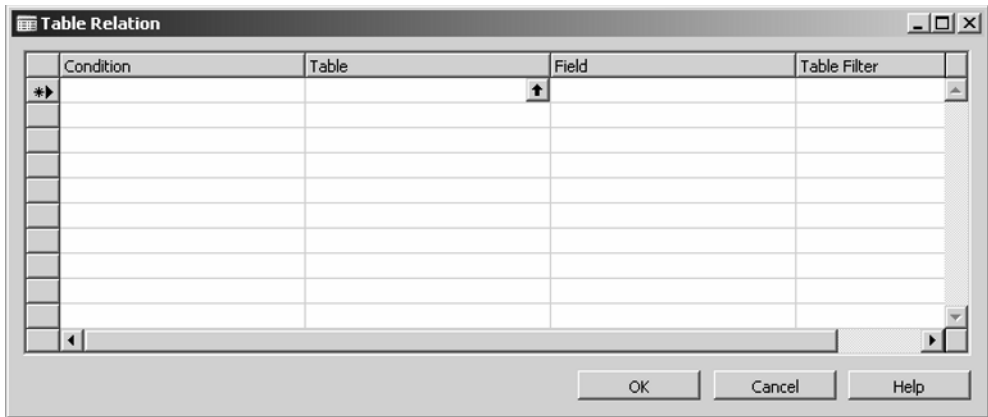 Table Relation
Condition Table Field Table Filter
OK Cancel Help